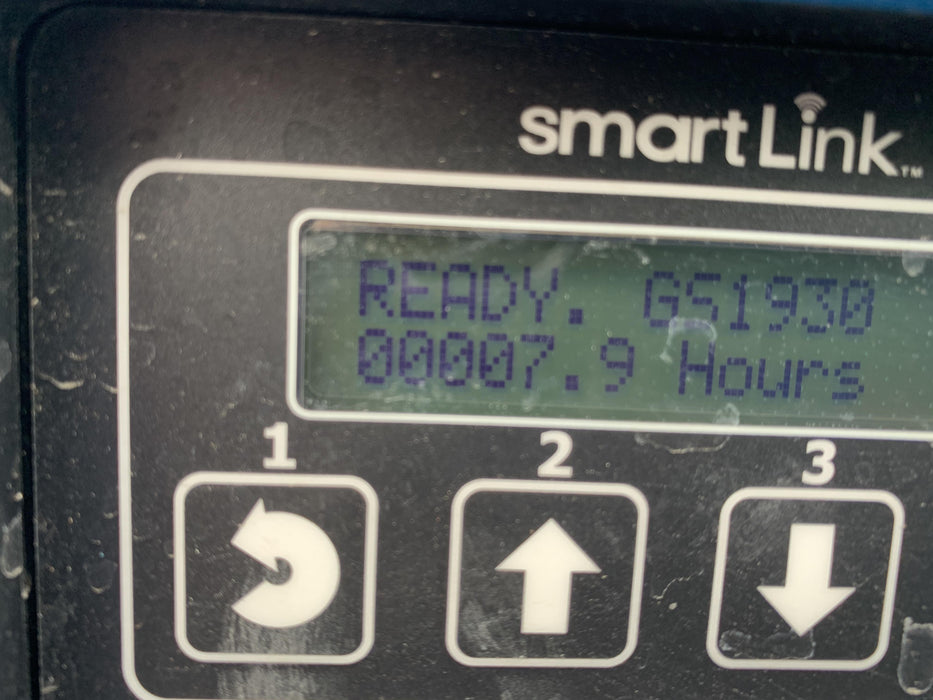 smartLink™
READY. GS1930
00007.9 Hours
1 2 3